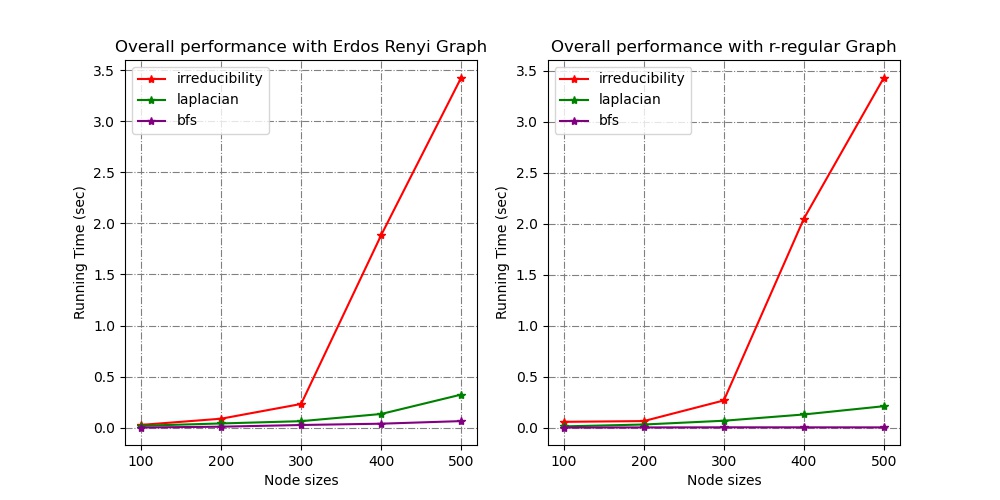 Overall performance with Erdos Renyi Graph
irreducibility
laplacian
bfs
3.5
3.0
2.5
2.0
1.5
1.0
0.5
0.0
Running Time (sec)
100 200 300 400 500
Node sizes
Overall performance with r-regular Graph
irreducibility
laplacian
bfs
3.5
3.0
2.5
2.0
1.5
1.0
0.5
0.0
Running Time (sec)
100 200 300 400 500
Node sizes